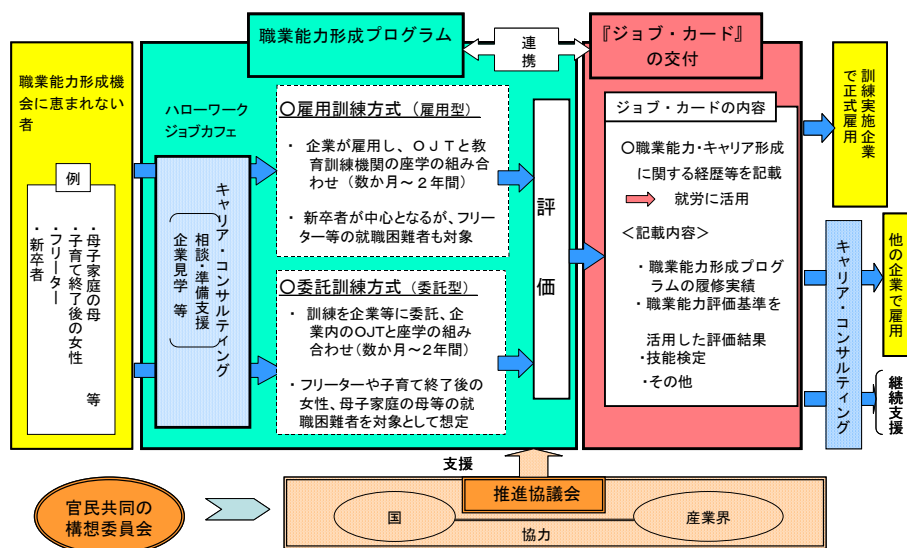 職業能力形成プログラム
連
携
『ジョブ・カード』
の交付
職業能力形成機
会に恵まれない
者
例
・母子家庭の母
・子育て終了後の女性
・フリーター
・新卒者
等
ハローワーク
ジョブカフェ
キャリア・コンサルティング
相談・準備支援
企業見学 等
〇雇用訓練方式（雇用型）
・ 企業が雇用し、OJTと教
育訓練機関の座学の組み合
わせ（数か月～２年間）
・ 新卒者が中心となるが、フリー
ター等の就職困難者も対象
〇委託訓練方式（委託型）
・ 訓練を企業等に委託、企
業内のOJTと座学の組み
合わせ（数か月～２年間）
・ フリーターや子育て終了後の
女性、母子家庭の母等の就
職困難者を対象として想定
評
価
ジョブ・カードの内容
〇職業能力・キャリア形成
に関する経歴等を記載
就労に活用
＜記載内容＞
・職業能力形成プログ
ラムの履修実績
・職業能力評価基準を
活用した評価結果
・技能検定
・その他
訓練実施企業
で正式雇用
キャリア・コンサルティング
他の企業で雇用
継続支援
支援
官民共同の
構想委員会
推進協議会
国
産業界
協力